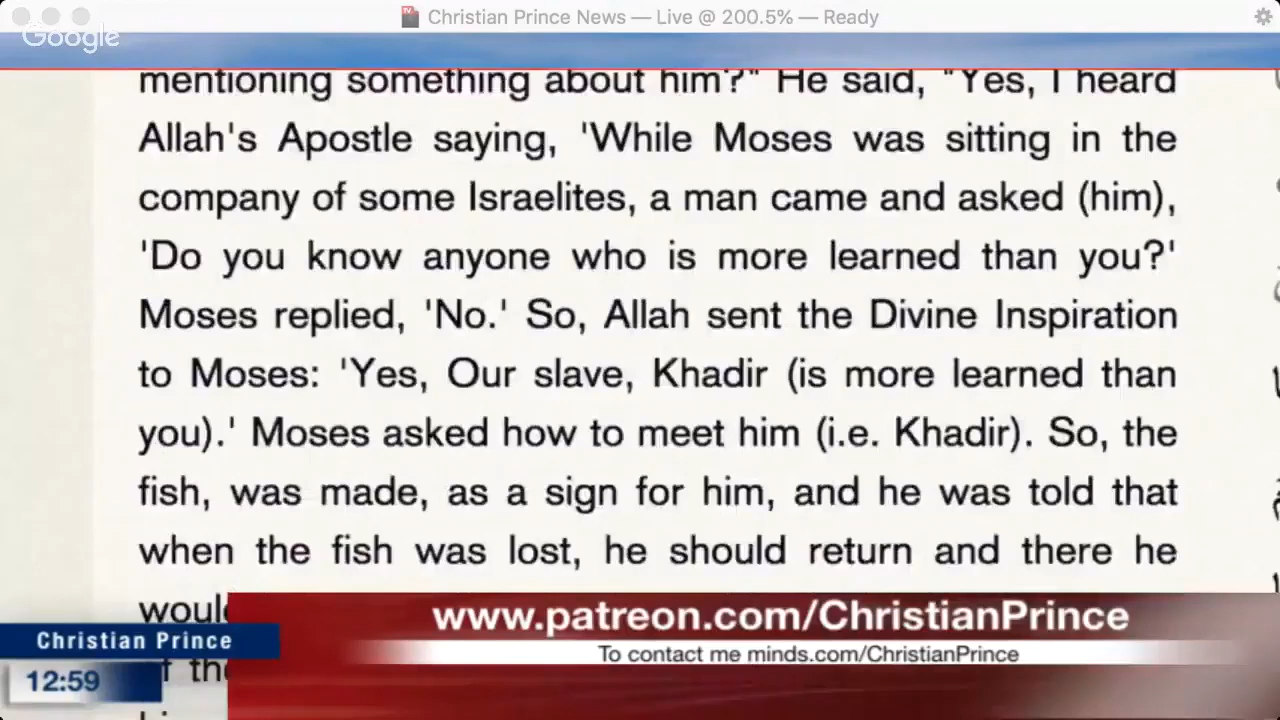 Christian Prince News — Live @ 200.5% — Ready
Google
mentioning something about him?" He said, "Yes, I heard
Allah's Apostle saying, 'While Moses was sitting in the
company of some Israelites, a man came and asked (him),
'Do you know anyone who is more learned than you?'
Moses replied, 'No.' So, Allah sent the Divine Inspiration
to Moses: 'Yes, Our slave, Khadir (is more learned than
you).' Moses asked how to meet him (i.e. Khadir). So, the
fish, was made, as a sign for him, and he was told that
when the fish was lost, he should return and there he
www.patreon.com/ChristianPrince
Christian Prince
To contact me minds.com/ChristianPrince
12:59